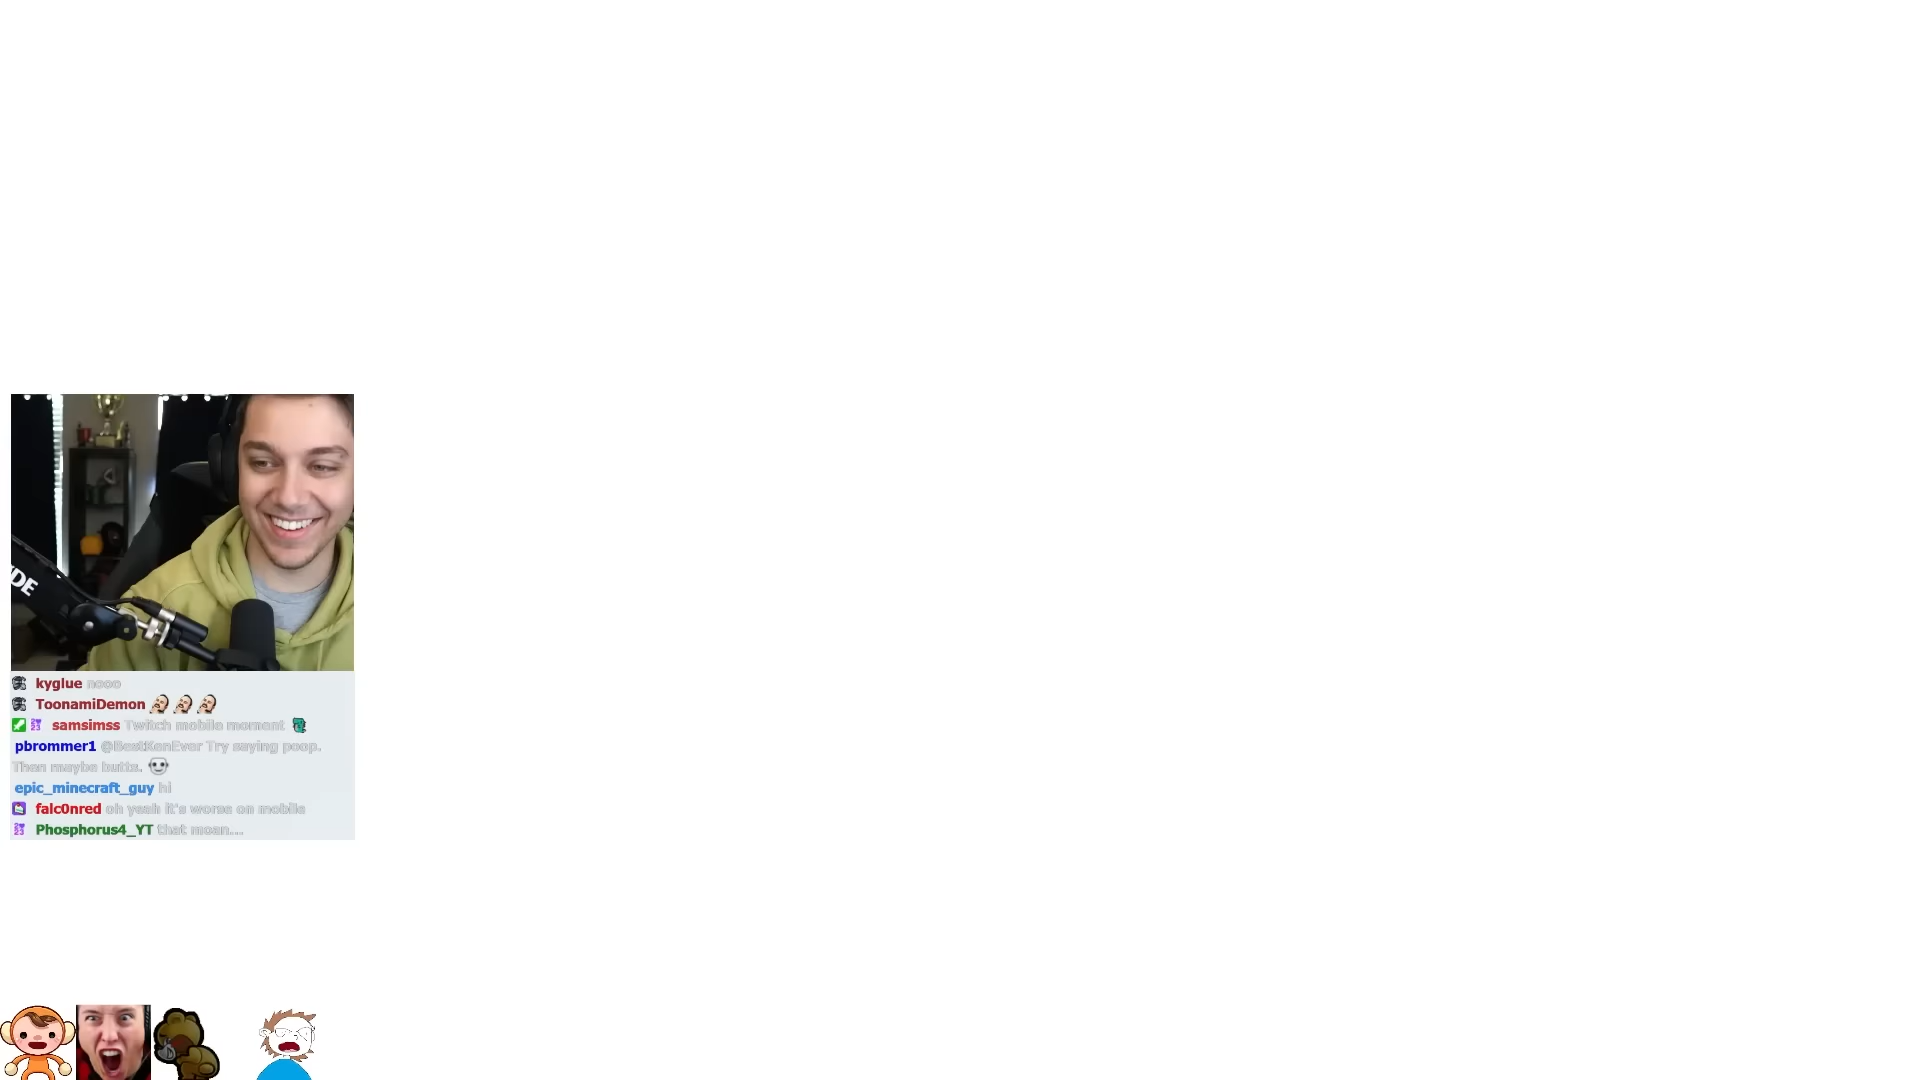 DE
kyglue nooo
ToonamiDemon
samsimss Twitch mobile moment
pbrommer1 @BestKenEver Try saying poop.
Then maybe butts.
epic_minecraft_guy hi
falc0nred oh yeah it's worse on mobile
Phosphorus4_YT that moan...